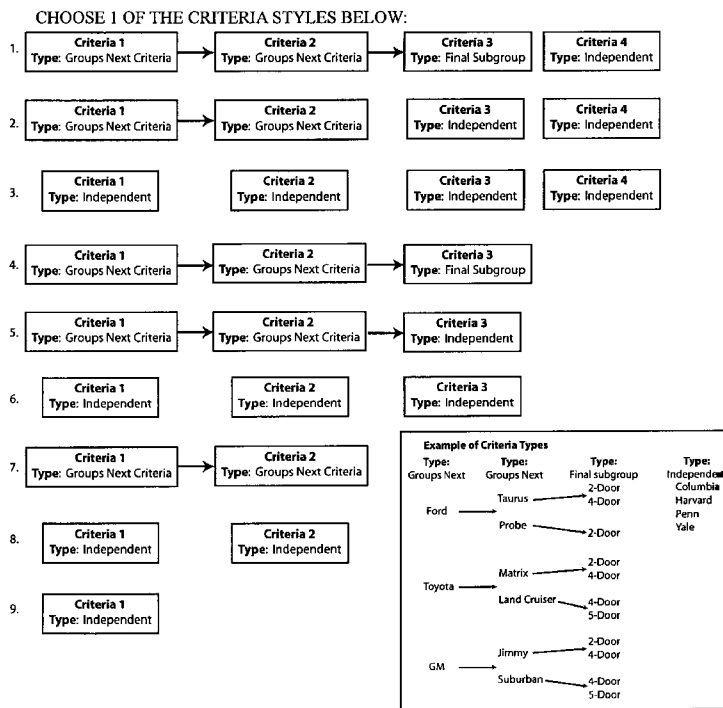 CHOOSE 1 OF THE CRITERIA STYLES BELOW:
1.
Criteria 1
Type: Groups Next Criteria
Criteria 2
Type: Groups Next Criteria
Criteria 3
Type: Final Subgroup
Criteria 4
Type: Independent
2.
Criteria 1
Type: Groups Next Criteria
Criteria 2
Type: Groups Next Criteria
Criteria 3
Type: Independent
Criteria 4
Type: Independent
3.
Criteria 1
Type: Independent
Criteria 2
Type: Independent
Criteria 3
Type: Independent
Criteria 4
Type: Independent
4.
Criteria 1
Type: Groups Next Criteria
Criteria 2
Type: Groups Next Criteria
Criteria 3
Type: Final Subgroup
5.
Criteria 1
Type: Groups Next Criteria
Criteria 2
Type: Groups Next Criteria
Criteria 3
Type: Independent
6.
Criteria 1
Type: Independent
Criteria 2
Type: Independent
Criteria 3
Type: Independent
7.
Criteria 1
Type: Groups Next Criteria
Criteria 2
Type: Groups Next Criteria
8.
Criteria 1
Type: Independent
Criteria 2
Type: Independent
9.
Criteria 1
Type: Independent
Example of Criteria Types
Type:
Groups Next
Ford
Toyota
GM
Type:
Groups Next
Taurus
Probe
Matrix
Land Cruiser
Jimmy
Suburban
Type:
Final subgroup
2-Door
4-Door
2-Door
2-Door
4-Door
4-Door
5-Door
2-Door
4-Door
4-Door
5-Door
Type:
Independent
Columbia
Harvard
Penn
Yale